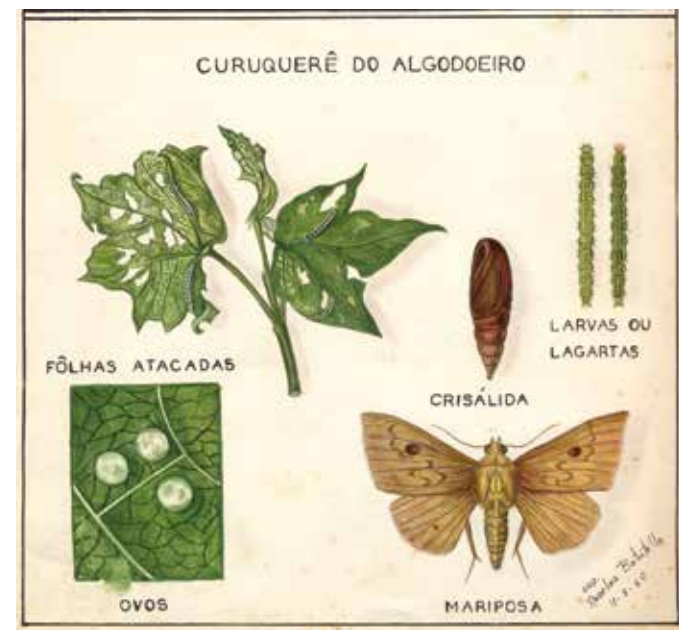 CURUQUERÊ DO ALGODOEIRO
FÔLHAS ATACADAS
LARVAS OU
LAGARTAS
CRISÁLIDA
OVOS
MARIPOSA